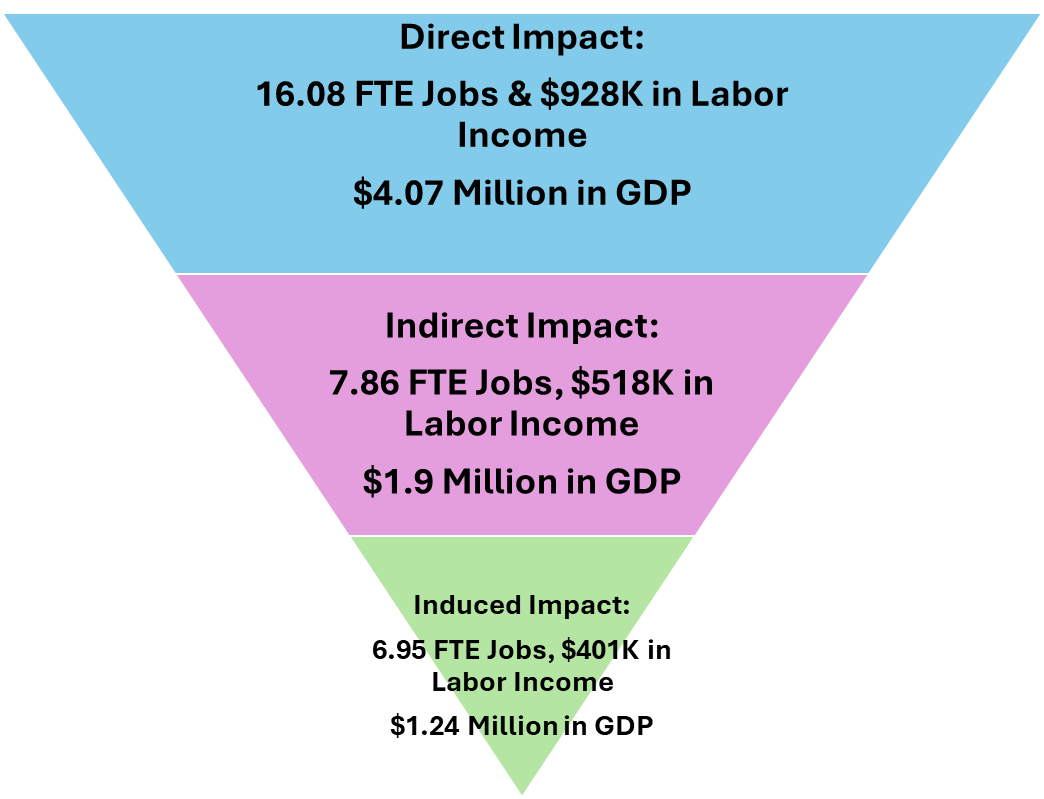 Direct Impact:
16.08 FTE Jobs & $928K in Labor
Income
$4.07 Million in GDP
Indirect Impact:
7.86 FTE Jobs, $518K in
Labor Income
$1.9 Million in GDP
Induced Impact:
6.95 FTE Jobs, $401K in
Labor Income
$1.24 Million in GDP